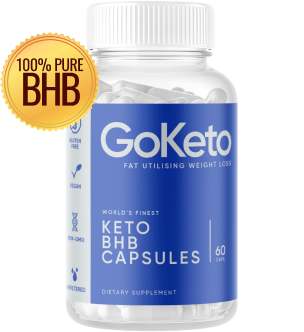 100% PURE
BHB
GoKeto
FAT UTILISING WEIGHT LOSS
GLUTEN
FREE
VEGAN
NON-GMO
WORLD'S FINEST
KETO
BHB
CAPSULES
60
CAPS
DIETARY SUPPLEMENT